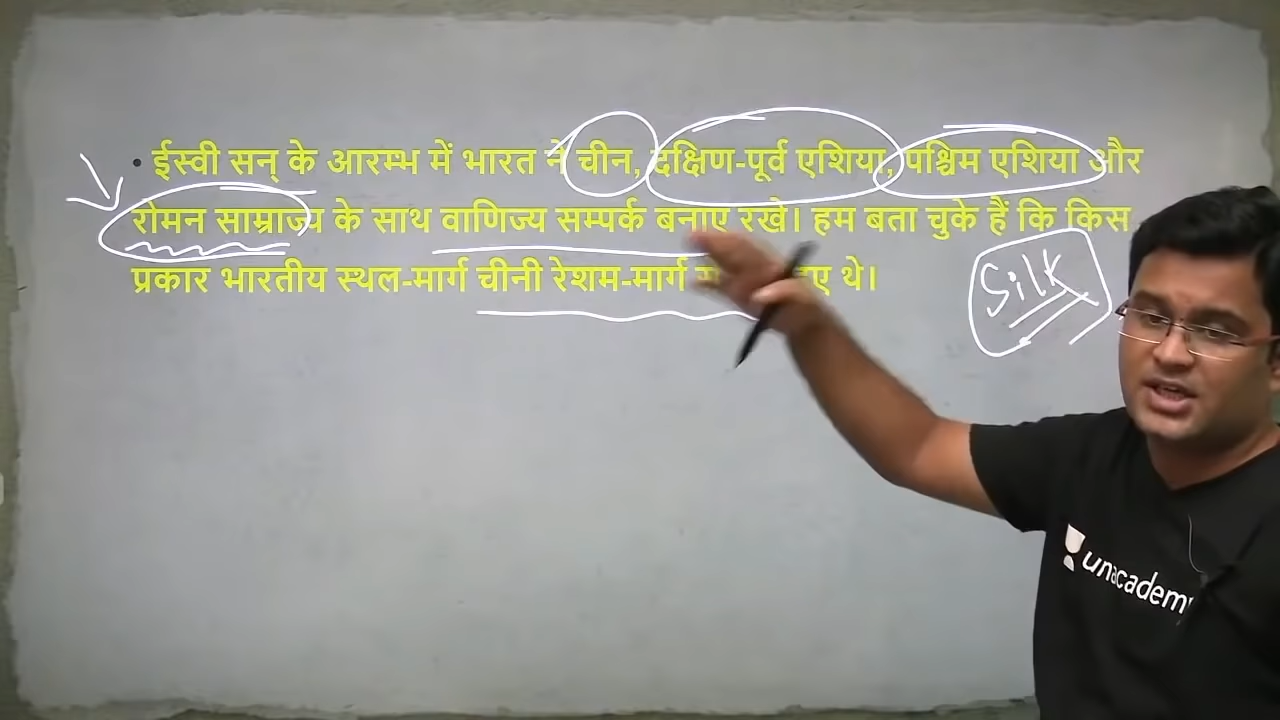 • ईस्वी सन् के आरम्भ में भारत ने चीन, दक्षिण-पूर्व एशिया, पश्चिम एशिया और
रोमन साम्राज्य के साथ वाणिज्य सम्पर्क बनाए रखे। हम बता चुके हैं कि किस
प्रकार भारतीय स्थल-मार्ग चीनी रेशम-मार्ग थे।
Silk
unacademy